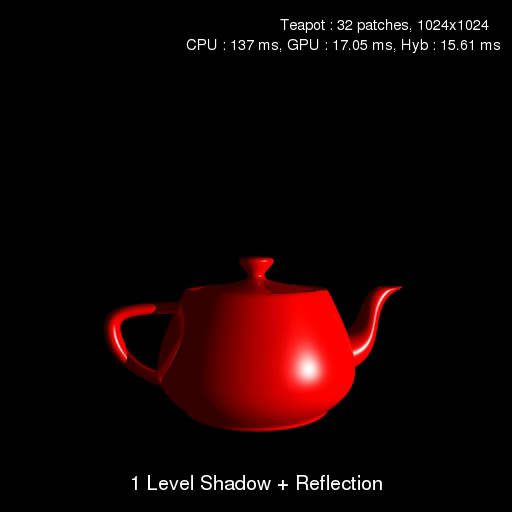 Teapot : 32 patches, 1024x1024
CPU : 137 ms, GPU : 17.05 ms, Hyb : 15.61 ms
1 Level Shadow + Reflection